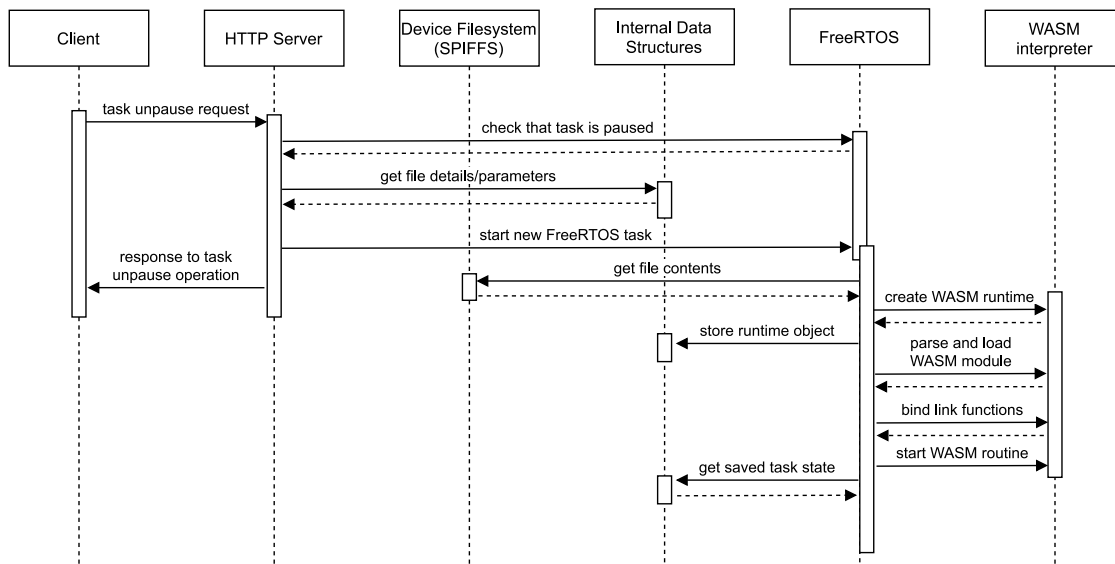 Client
HTTP Server
Device Filesystem
(SPIFFS)
Internal Data
Structures
FreeRTOS
WASM
interpreter
task unpause request
check that task is paused
get file details/parameters
start new FreeRTOS task
response to task
unpause operation
get file contents
create WASM runtime
store runtime object
parse and load
WASM module
bind link functions
start WASM routine
get saved task state